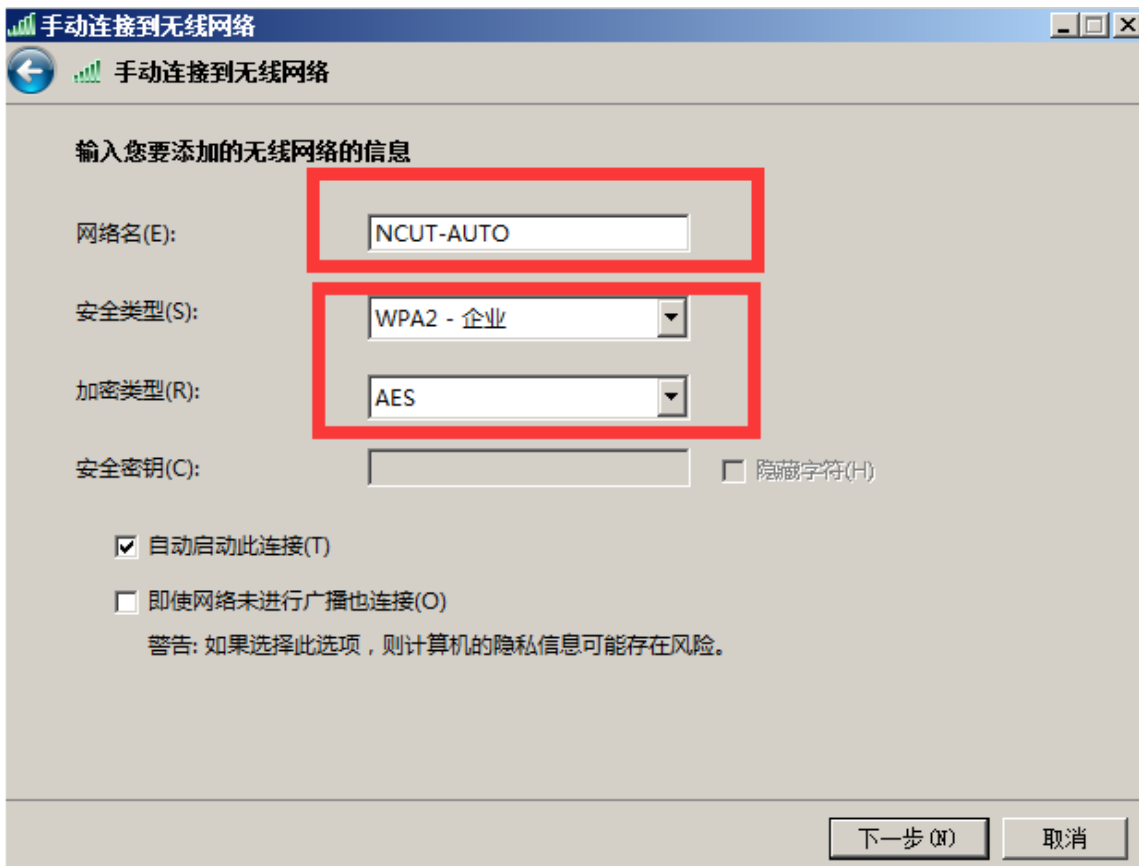 手动连接到无线网络
手动连接到无线网络
输入您要添加的无线网络的信息
网络名(E): NCUT-AUTO
安全类型(S): WPA2 - 企业
加密类型(R): AES
安全密钥(C): 隐藏字符(H)
自动启动此连接(T)
即使网络未进行广播也连接(O)
警告: 如果选择此选项，则计算机的隐私信息可能存在风险。
下一步(N) 取消